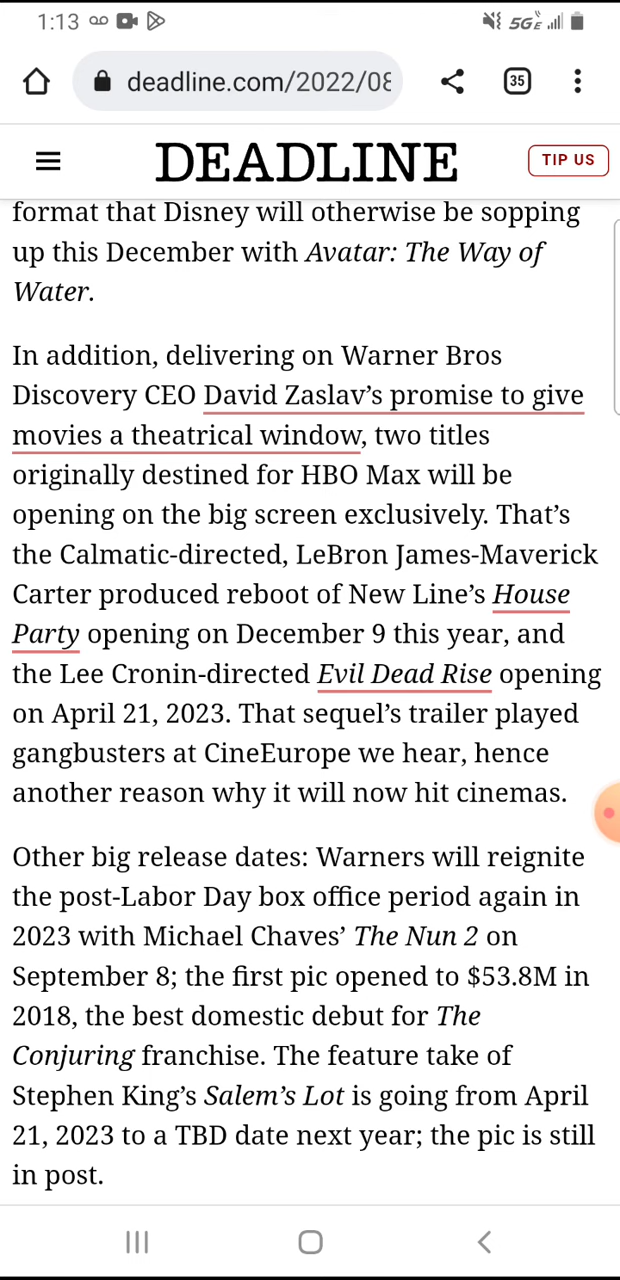 1:13
5GE
deadline.com/2022/08
35
DEADLINE
TIP US
format that Disney will otherwise be sopping
up this December with Avatar: The Way of
Water.
In addition, delivering on Warner Bros
Discovery CEO David Zaslav’s promise to give
movies a theatrical window, two titles
originally destined for HBO Max will be
opening on the big screen exclusively. That’s
the Calmatic-directed, LeBron James-Maverick
Carter produced reboot of New Line’s House
Party opening on December 9 this year, and
the Lee Cronin-directed Evil Dead Rise opening
on April 21, 2023. That sequel’s trailer played
gangbusters at CineEurope we hear, hence
another reason why it will now hit cinemas.
Other big release dates: Warners will reignite
the post-Labor Day box office period again in
2023 with Michael Chaves’ The Nun 2 on
September 8; the first pic opened to $53.8M in
2018, the best domestic debut for The
Conjuring franchise. The feature take of
Stephen King’s Salem’s Lot is going from April
21, 2023 to a TBD date next year; the pic is still
in post.